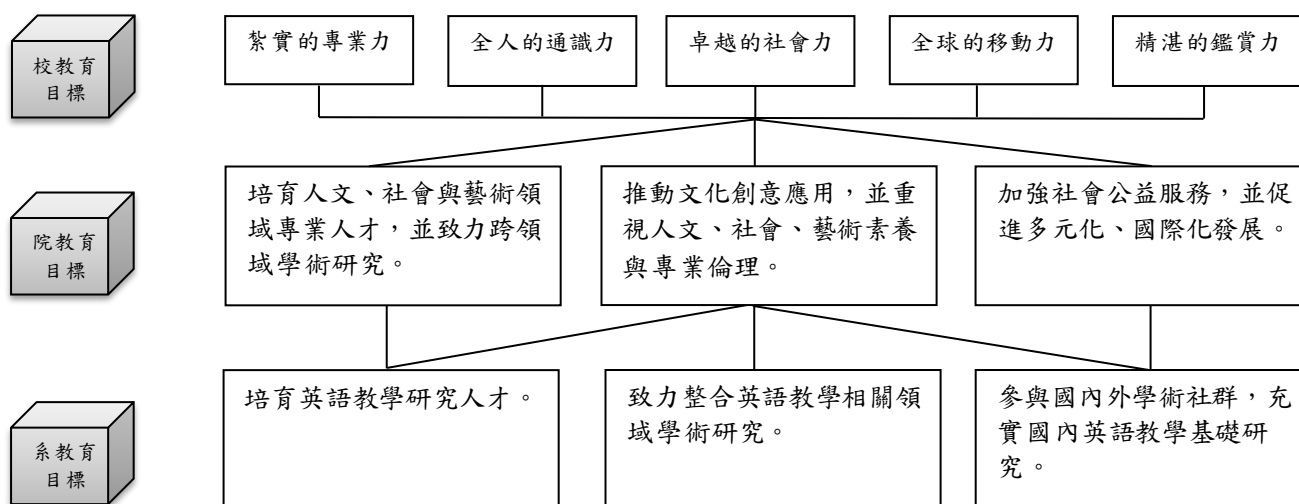 校教育
目標
紮實的專業力
全人的通識力
卓越的社會力
全球的移動力
精湛的鑑賞力
院教育
目標
培育人文、社會與藝術領
域專業人才，並致力跨領
域學術研究。
推動文化創意應用，並重
視人文、社會、藝術素養
與專業倫理。
加強社會公益服務，並促
進多元化、國際化發展。
系教育
目標
培育英語教學研究人才。
致力整合英語教學相關領
域學術研究。
參與國內外學術社群，充
實國內英語教學基礎研
究。